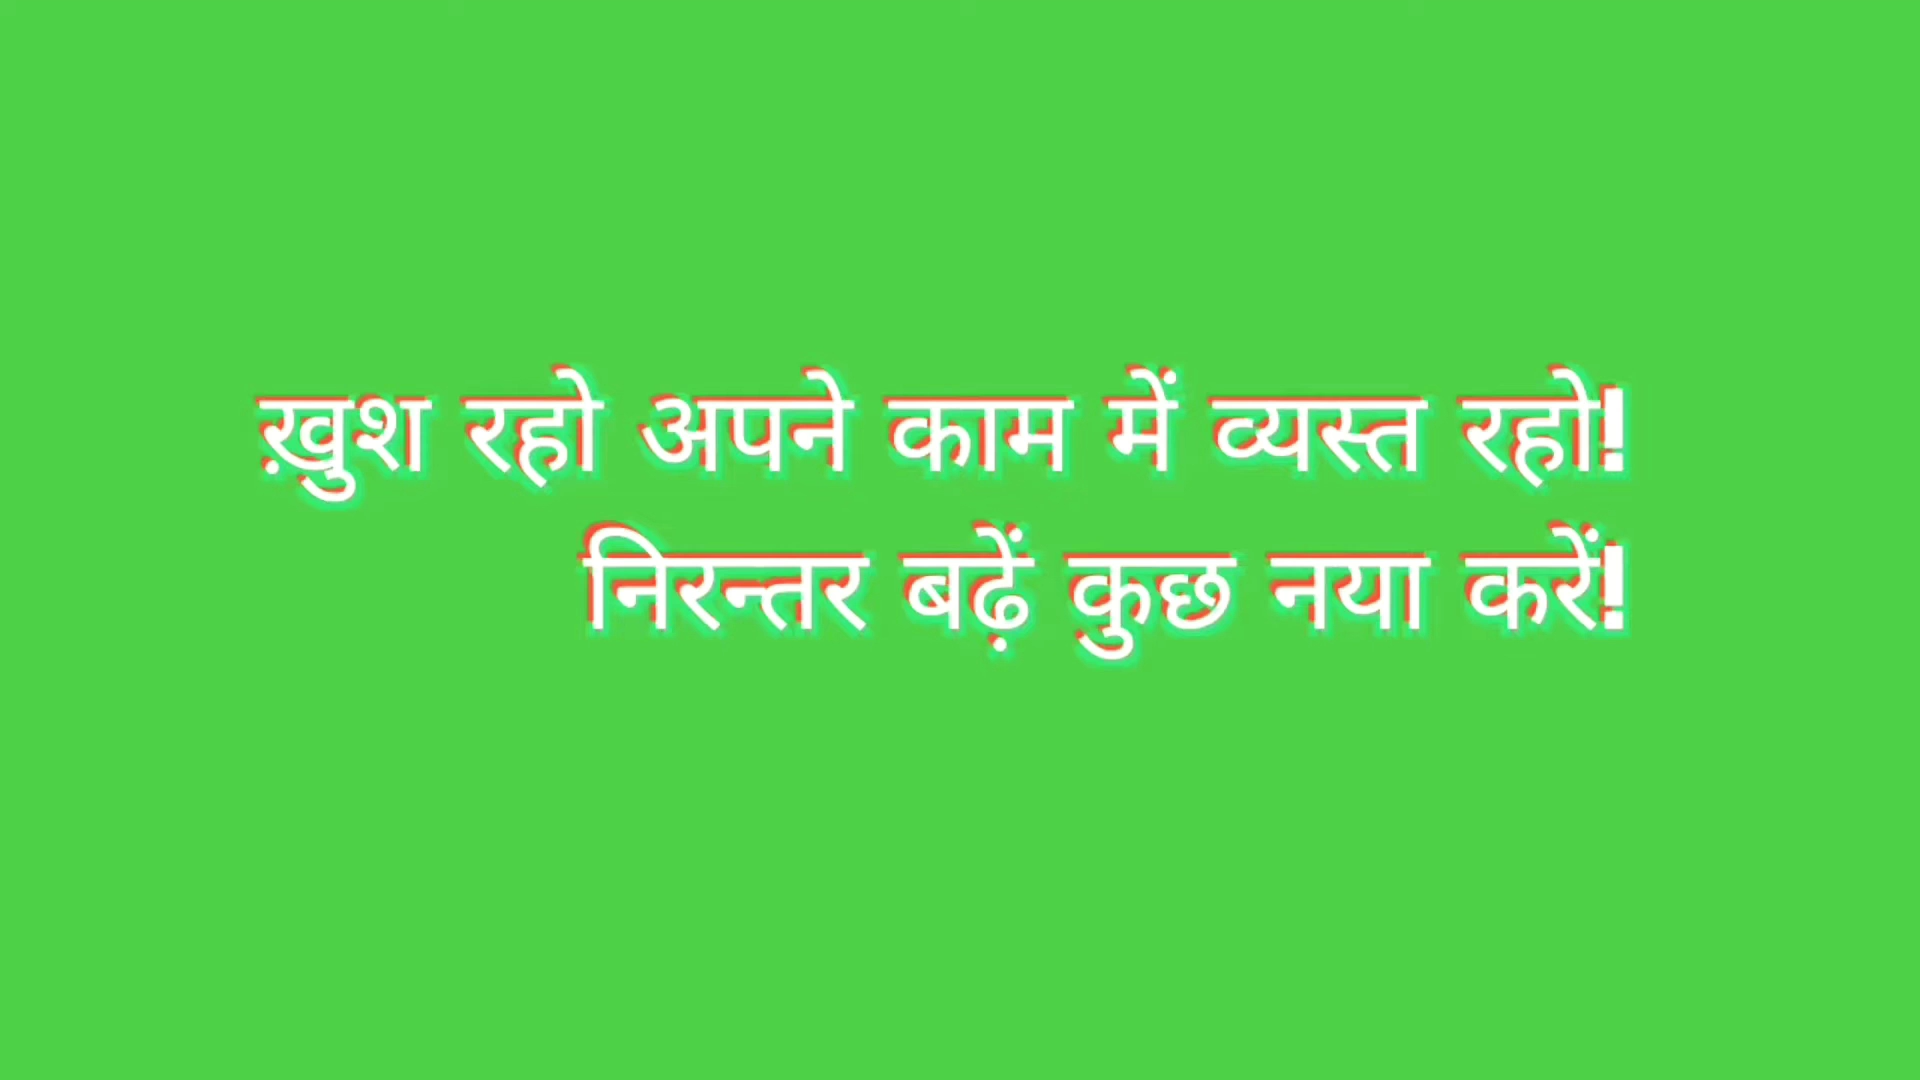 ख़ुश रहो अपने काम में व्यस्त रहो!
निरन्तर बढ़ें कुछ नया करें!